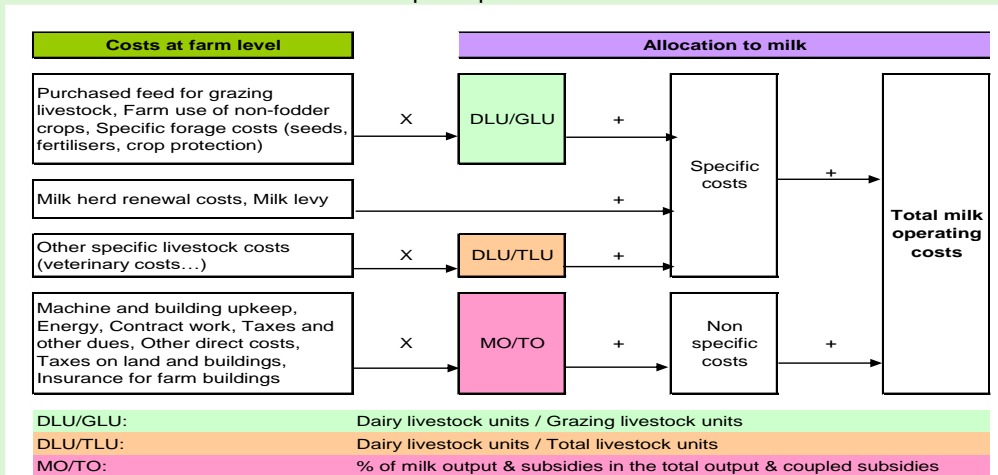 Costs at farm level
Allocation to milk
Purchased feed for grazing
livestock, Farm use of non-fodder
crops, Specific forage costs (seeds,
fertilisers, crop protection)
X
DLU/GLU
+
Specific
costs
+
Milk herd renewal costs, Milk levy
+
Total milk
operating
costs
Other specific livestock costs
(veterinary costs…)
X
DLU/TLU
+
Machine and building upkeep,
Energy, Contract work, Taxes and
other dues, Other direct costs,
Taxes on land and buildings,
Insurance for farm buildings
X
MO/TO
+
Non
specific
costs
+
DLU/GLU: Dairy livestock units / Grazing livestock units
DLU/TLU: Dairy livestock units / Total livestock units
MO/TO: % of milk output & subsidies in the total output & coupled subsidies